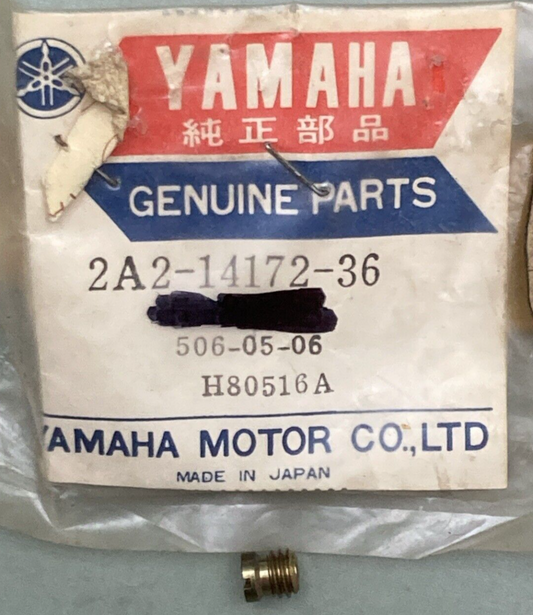 YAMAHA
純正部品
GENUINE PARTS
2A2-14172-36
506-05-06
H80516A
YAMAHA MOTOR CO.,LTD
MADE IN JAPAN